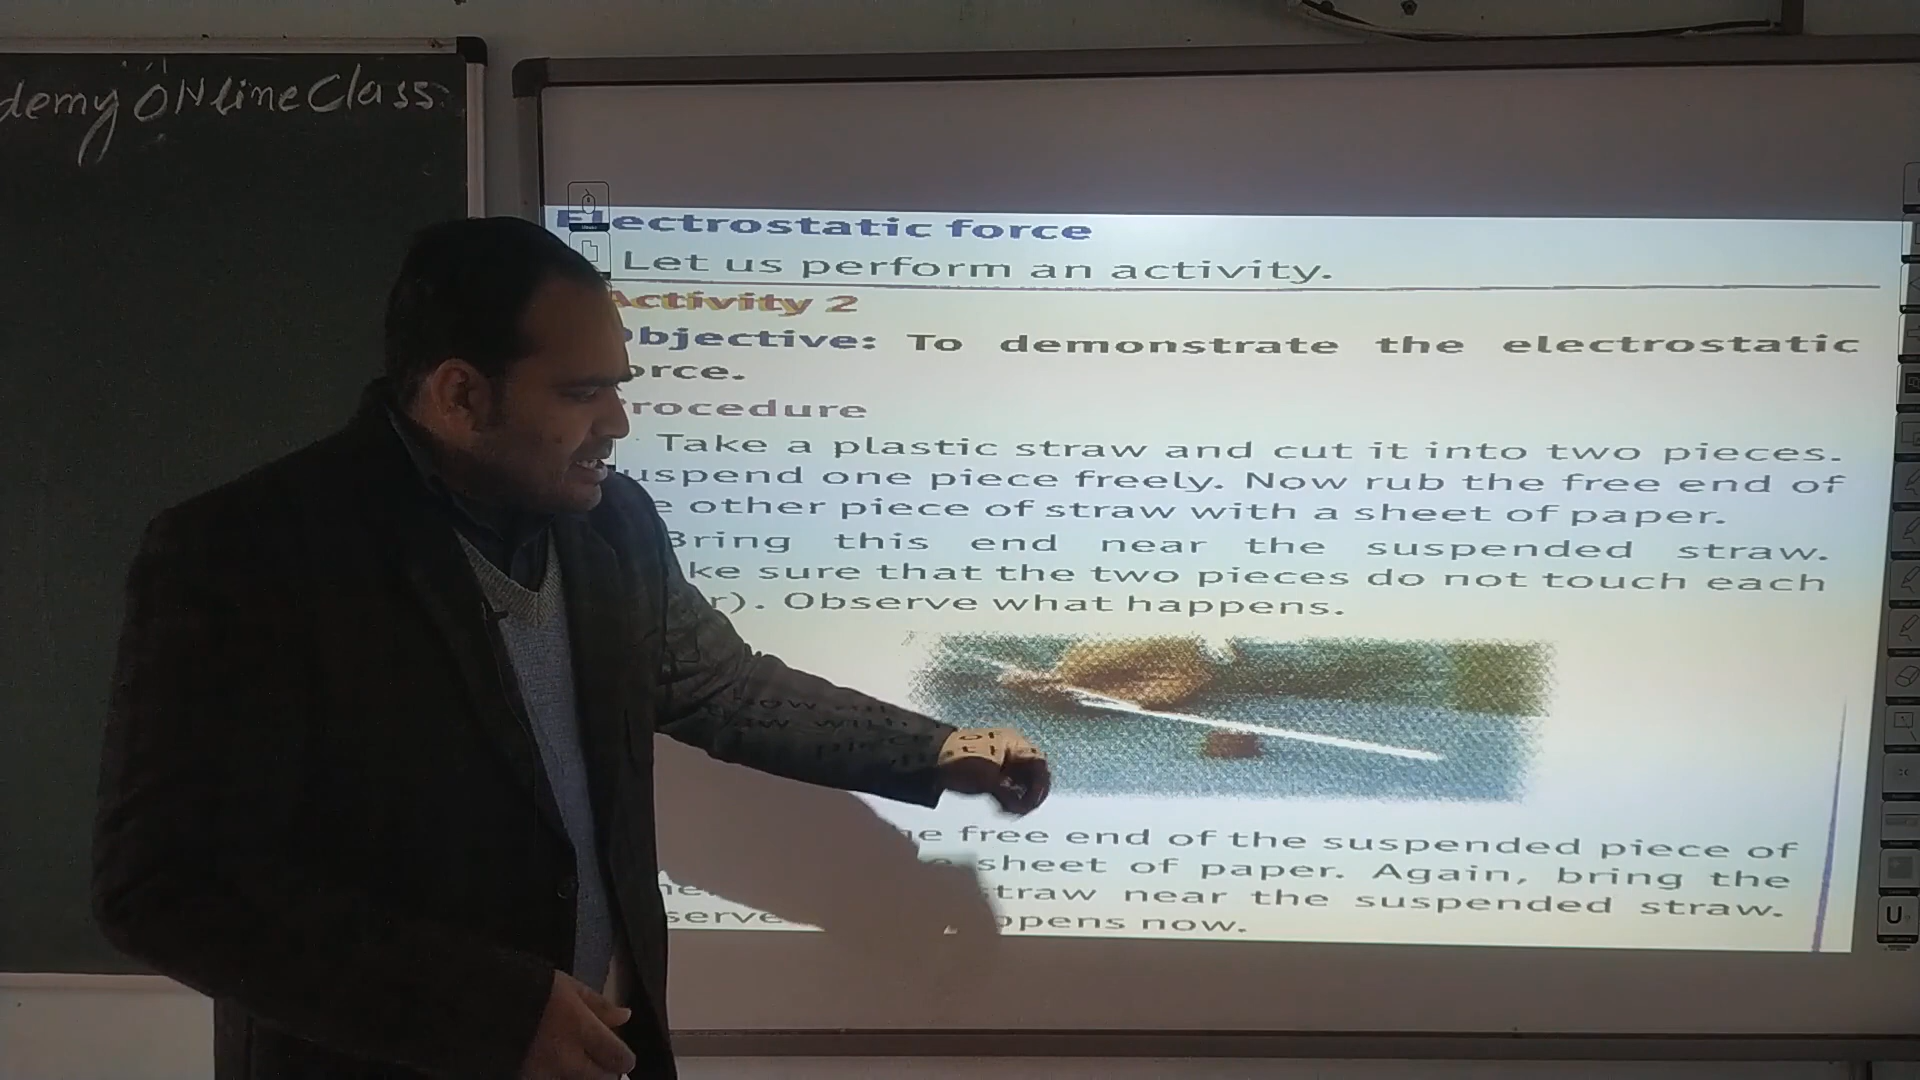 demy ONline Class
Electrostatic force
Let us perform an activity.
Activity 2
bjective: To demonstrate the electrostatic
orce.
rocedure
Take a plastic straw and cut it into two pieces.
uspend one piece freely. Now rub the free end of
e other piece of straw with a sheet of paper.
Bring this end near the suspended straw.
ke sure that the two pieces do not touch each
r). Observe what happens.
of
he free end of the suspended piece of
sheet of paper. Again, bring the
traw near the suspended straw.
serve ppens now.
U